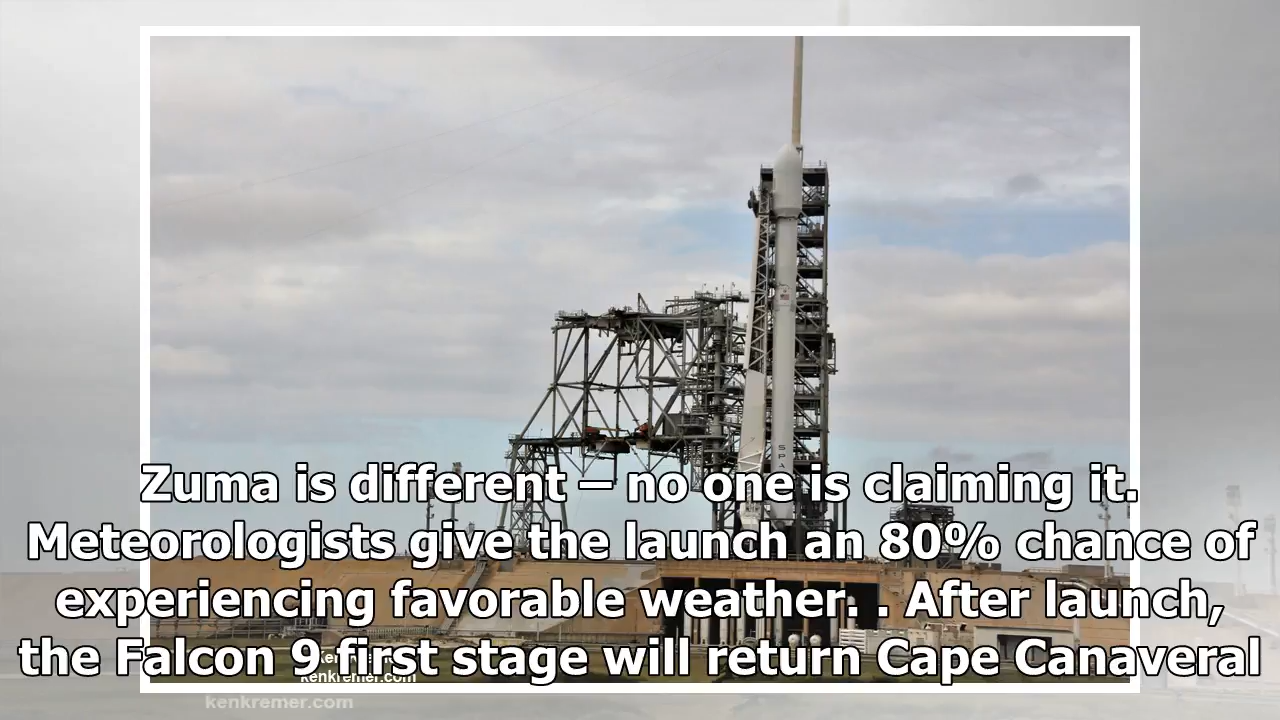 SPA
Zuma is different – no one is claiming it.
Meteorologists give the launch an 80% chance of
experiencing favorable weather. . After launch,
the Falcon 9 first stage will return Cape Canaveral
kenkremer.com
kenkremer.com